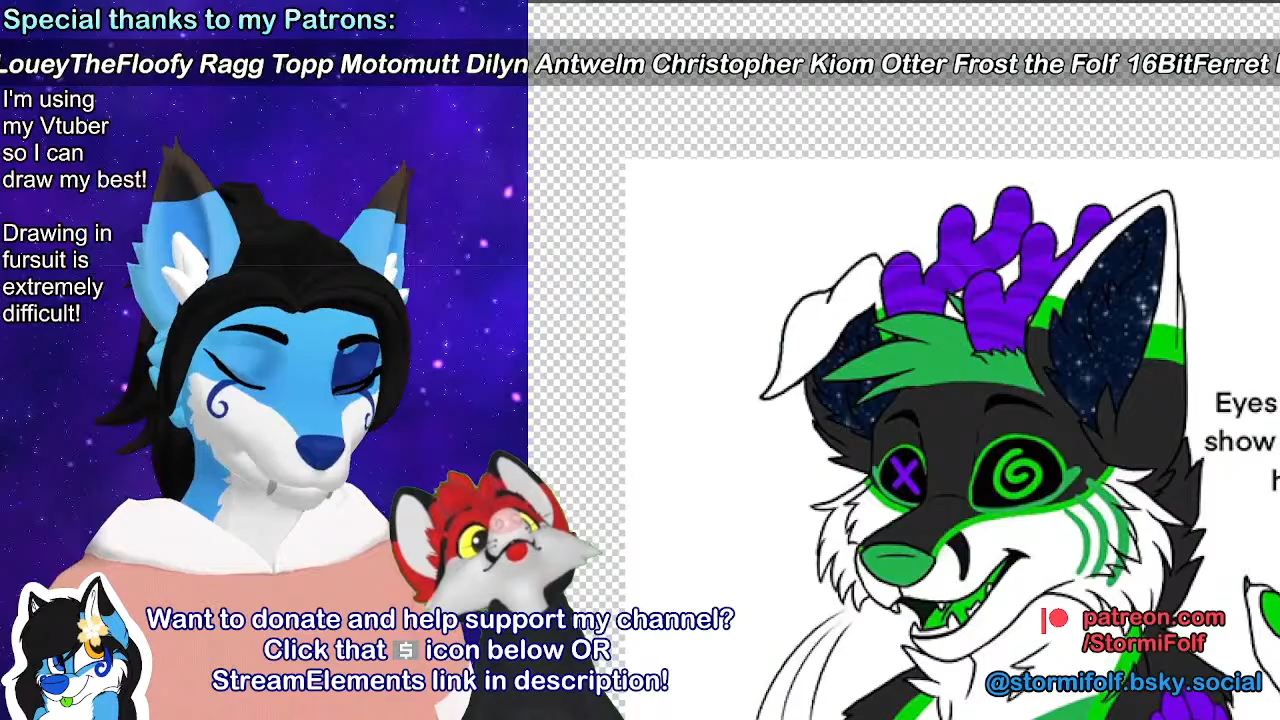 Special thanks to my Patrons:
LoueyTheFloofy Ragg Topp Motomutt Dilyn Antwelm Christopher Kiom Otter Frost the Folf 16BitFerret
I'm using
my Vtuber
so I can
draw my best!
Drawing in
fursuit is
extremely
difficult!
Eyes
show
h
Want to donate and help support my channel?
Click that $ icon below OR
StreamElements link in description!
patreon.com
/StormiFolf
@stormifolf.bsky.social